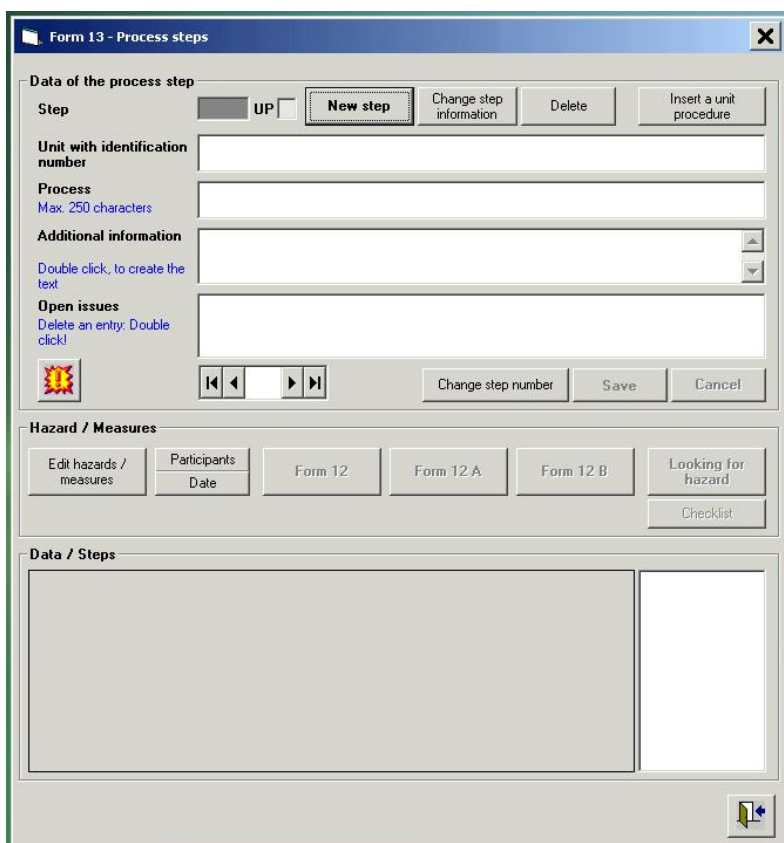 Form 13 - Process steps
Data of the process step
Step UP New step Change step information Delete Insert a unit procedure
Unit with identification
number
Process
Max. 250 characters
Additional information
Double click, to create the
text
Open issues
Delete an entry: Double
click!
Change step number Save Cancel
Hazard / Measures
Edit hazards / measures Participants Form 12 Form 12 A Form 12 B Looking for hazard
Date
Checklist
Data / Steps